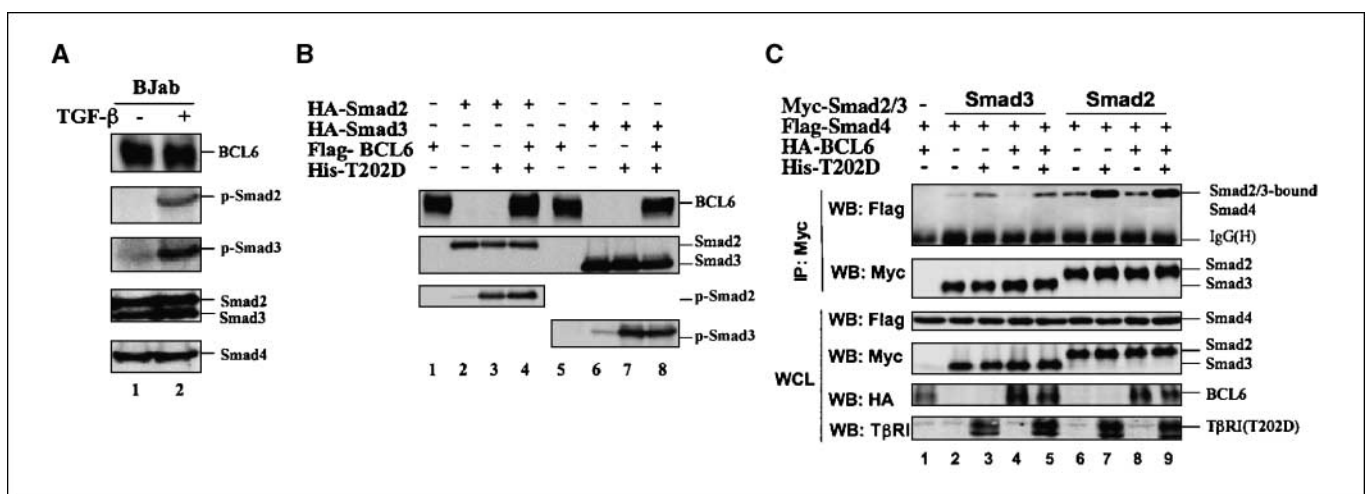 A
BJab
TGF-β - +
BCL6
p-Smad2
p-Smad3
Smad2
Smad3
Smad4
1 2
B
HA-Smad2 - + + + - - - -
HA-Smad3 - - - - - + + +
Flag- BCL6 + - - + + - - +
His-T202D - - + + - - + +
BCL6
Smad2
Smad3
p-Smad2
p-Smad3
1 2 3 4 5 6 7 8
C
Smad3 Smad2
Myc-Smad2/3 -
Flag-Smad4 + + + + + + + + +
HA-BCL6 + - - + + - - + +
His-T202D - - + - + - + - +
IP: Myc
WB: Flag
Smad2/3-bound
Smad4
IgG(H)
WB: Myc
Smad2
Smad3
WCL
WB: Flag
Smad4
WB: Myc
Smad2
Smad3
WB: HA
BCL6
WB: TβRI
TβRI(T202D)
1 2 3 4 5 6 7 8 9